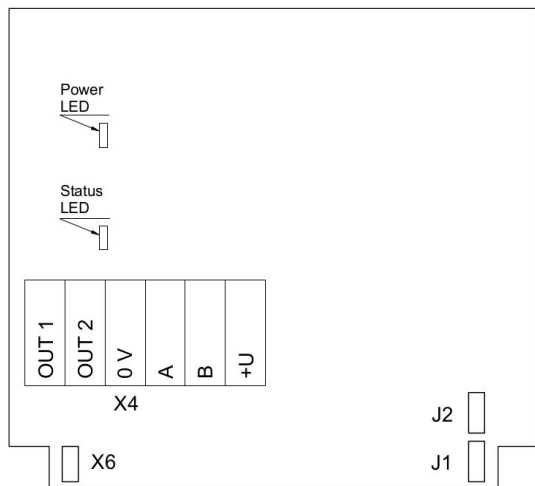 Power
LED
Status
LED
OUT 1
OUT 2
0 V
A
B
+U
X4
J2
X6
J1